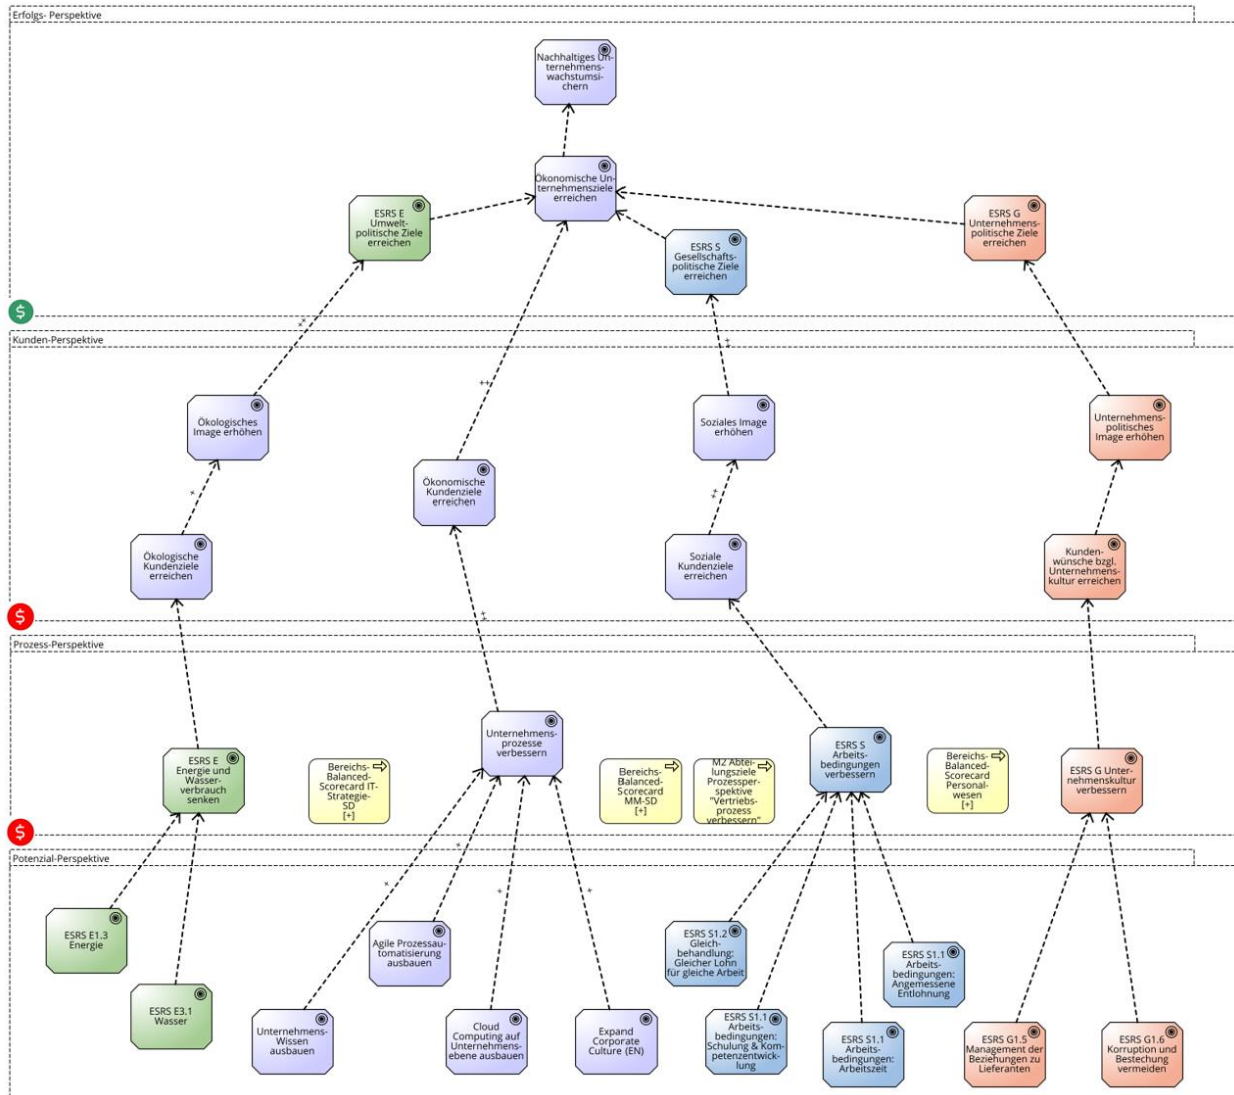 Erfolgs- Perspektive
Nachhaltiges Un-
ternehmens-
wachstumsi-
chern
Ökonomische Un-
ternehmensziele
erreichen
ESRS E
Umwelt-
politische Ziele
erreichen
ESRS S
Gesellschafts-
politische Ziele
erreichen
ESRS G
Unternehmens-
politische Ziele
erreichen
$
++
Kunden-Perspektive
+
Ökologisches
Image erhöhen
++
Soziales Image
erhöhen
Unternehmens-
politisches
Image erhöhen
Ökonomische
Kundenziele
erreichen
+
Ökologische
Kundenziele
erreichen
Soziale
Kundenziele
erreichen
Kunden-
wünsche bzgl.
Unternehmens-
kultur erreichen
$
Prozess-Perspektive
Unternehmens-
prozesse
verbessern
ESRS E
Energie und
Wasser-
verbrauch
senken
Bereichs-
Balanced-
Scorecard IT-
Strategie-
SD
[+]
Bereichs-
Balanced-
Scorecard
MM-SD
[+]
M2 Abtei-
lungsziele
Prozessper-
spektive
"Vertriebs-
prozess
verbessern"
ESRS S
Arbeits-
bedingungen
verbessern
Bereichs-
Balanced-
Scorecard
Personal-
wesen
[+]
ESRS G Unter-
nehmenskultur
verbessern
$
Potenzial-Perspektive
+
+
+
+
ESRS E1.3
Energie
ESRS E3.1
Wasser
Unternehmens-
Wissen
ausbauen
Agile Prozessau-
tomatisierung
ausbauen
Cloud
Computing auf
Unternehmens-
ebene ausbauen
Expand
Corporate
Culture (EN)
ESRS S1.2
Gleich-
behandlung:
Gleicher Lohn
für gleiche Arbeit
ESRS S1.1
Arbeits-
bedingungen:
Schulung & Kom-
petenzentwick-
lung
ESRS S1.1
Arbeits-
bedingungen:
Arbeitszeit
ESRS S1.1
Arbeits-
bedingungen:
Angemessene
Entlohnung
ESRS G1.5
Management der
Beziehungen zu
Lieferanten
ESRS G1.6
Korruption und
Bestechung
vermeiden